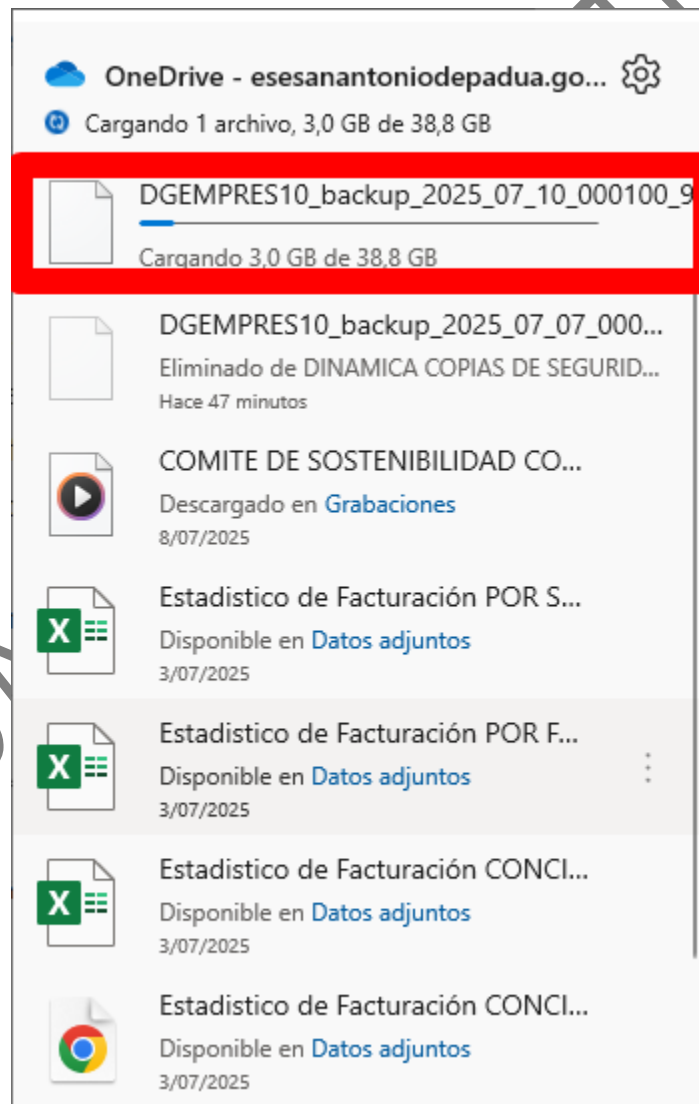 OneDrive - esesanantoniodepadua.go...
Cargando 1 archivo, 3,0 GB de 38,8 GB
DGEMPRES10_backup_2025_07_10_000100_9
Cargando 3,0 GB de 38,8 GB
DGEMPRES10_backup_2025_07_07_000...
Eliminado de DINAMICA COPIAS DE SEGURID...
Hace 47 minutos
COMITE DE SOSTENIBILIDAD CO...
Descargado en Grabaciones
8/07/2025
Estadistico de Facturación POR S...
Disponible en Datos adjuntos
3/07/2025
Estadistico de Facturación POR F...
Disponible en Datos adjuntos
3/07/2025
Estadistico de Facturación CONCI...
Disponible en Datos adjuntos
3/07/2025
Estadistico de Facturación CONCI...
Disponible en Datos adjuntos
3/07/2025